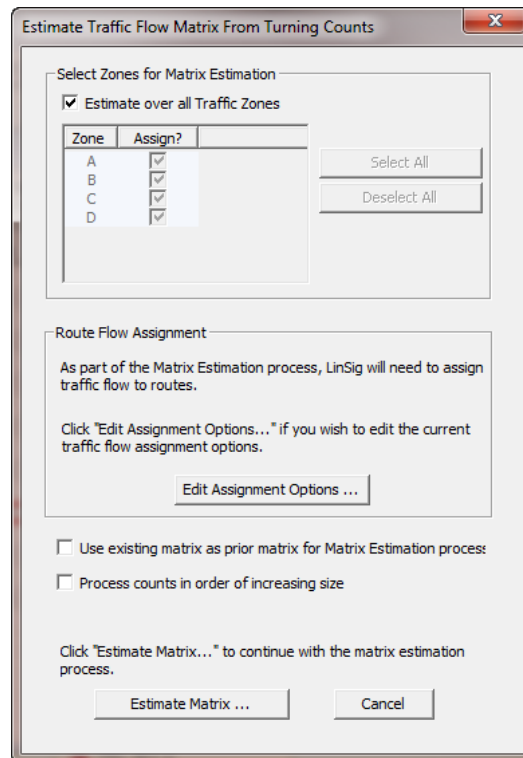 Estimate Traffic Flow Matrix From Turning Counts
Select Zones for Matrix Estimation
Estimate over all Traffic Zones
Zone Assign?
A
B
C
D
Select All
Deselect All
Route Flow Assignment
As part of the Matrix Estimation process, LinSig will need to assign
traffic flow to routes.
Click "Edit Assignment Options..." if you wish to edit the current
traffic flow assignment options.
Edit Assignment Options ...
Use existing matrix as prior matrix for Matrix Estimation process
Process counts in order of increasing size
Click "Estimate Matrix..." to continue with the matrix estimation
process.
Estimate Matrix ...
Cancel